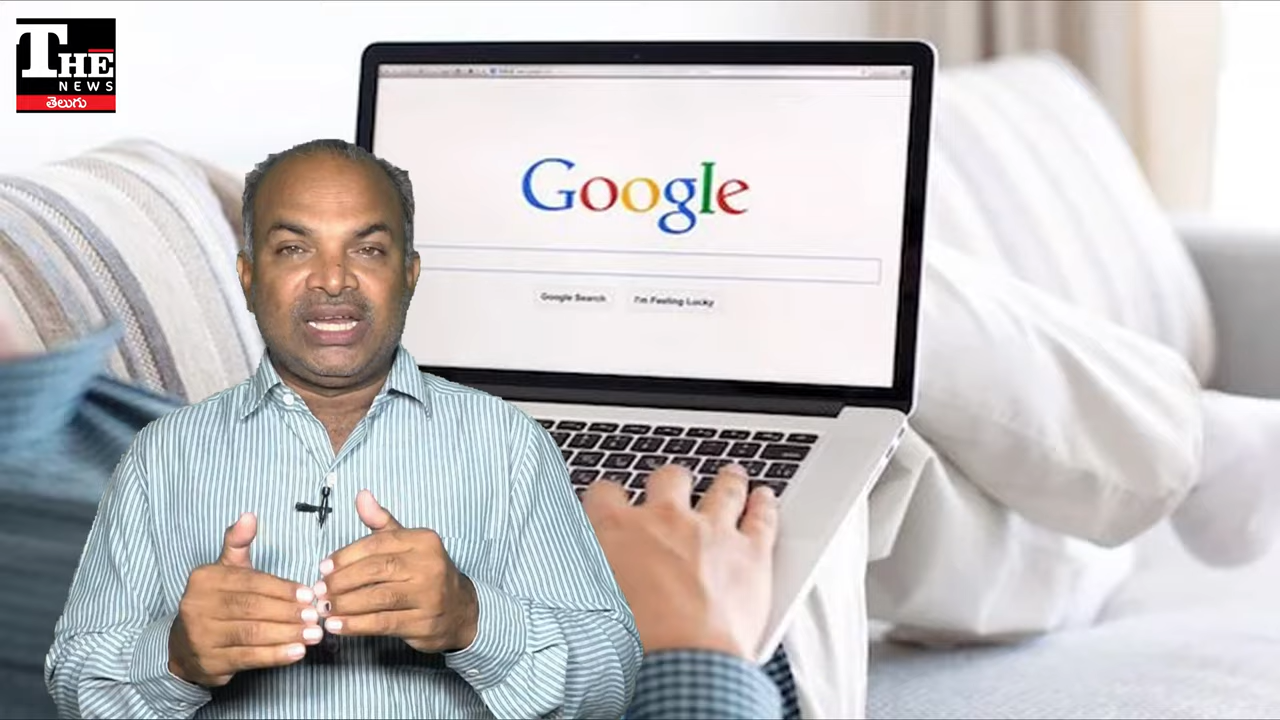 THE
NEWS
తెలుగు
Google
Google Search
I'm Feeling Lucky